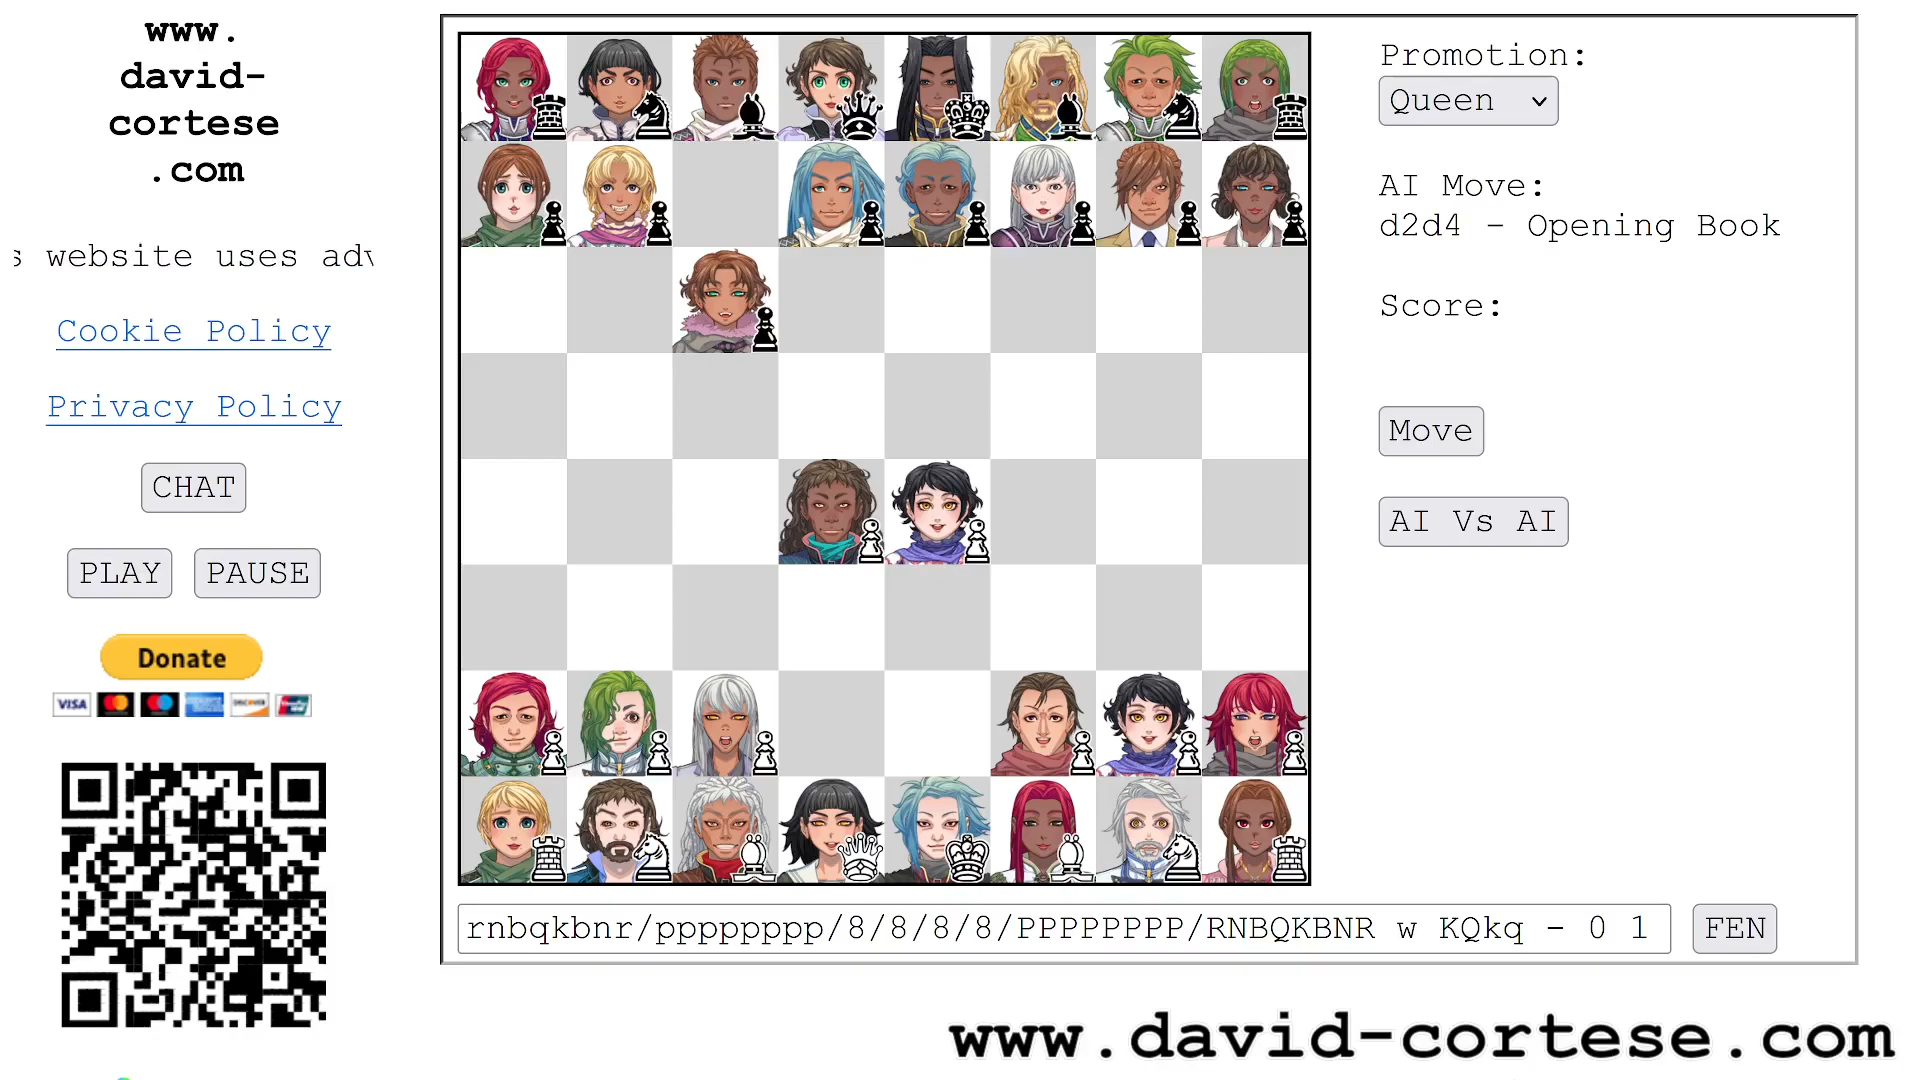 www.
david-
cortese
.com
s website uses adv
Cookie Policy
Privacy Policy
CHAT
PLAY PAUSE
Donate
VISA
Promotion:
Queen
AI Move:
d2d4 - Opening Book
Score:
Move
AI Vs AI
rnbqkbnr/pppppppp/8/8/8/8/PPPPPPPP/RNBQKBNR w KQkq - 0 1
FEN
www.david-cortese.com